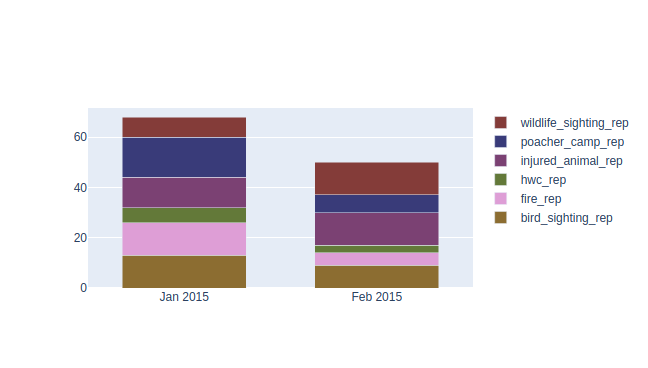 60
40
20
0
Jan 2015
Feb 2015
wildlife_sighting_rep
poacher_camp_rep
injured_animal_rep
hwc_rep
fire_rep
bird_sighting_rep